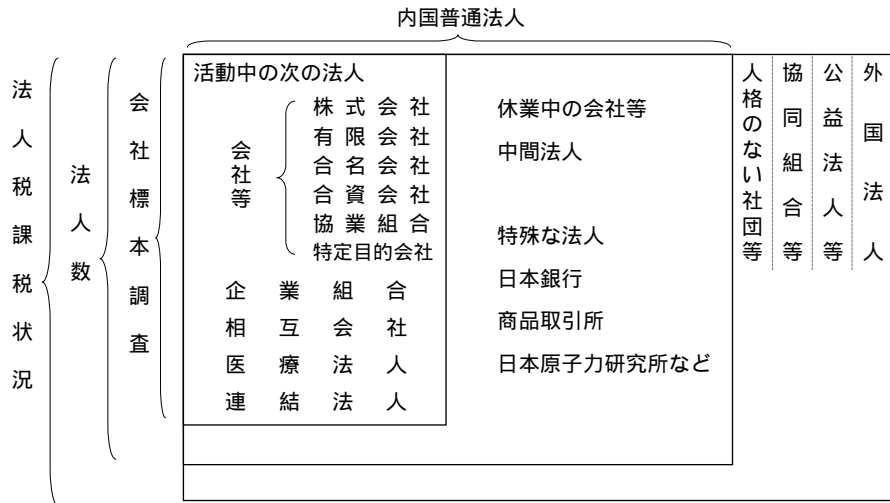 内国普通法人
法人税課税状況
法人数
会社標本調査
活動中の次の法人
会社等
株式会社
有限会社
合名会社
合資会社
協業組合
特定目的会社
企業組合
相互会社
医療法人
連結法人
休業中の会社等
中間法人
特殊な法人
日本銀行
商品取引所
日本原子力研究所など
人格のない社団等
協同組合等
公益法人等
外国法人